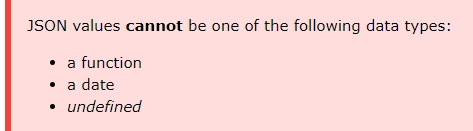 JSON values cannot be one of the following data types:
• a function
• a date
• undefined